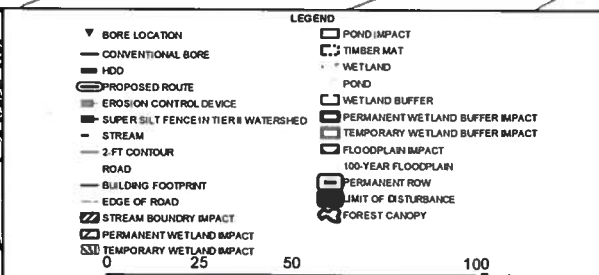 LEGEND
BORE LOCATION
CONVENTIONAL BORE
HDD
PROPOSED ROUTE
EROSION CONTROL DEVICE
SUPER SILT FENCE IN TIER II WATERSHED
STREAM
2-FT CONTOUR
ROAD
BUILDING FOOTPRINT
EDGE OF ROAD
STREAM BOUNDRY IMPACT
PERMANENT WETLAND IMPACT
TEMPORARY WETLAND IMPACT
POND IMPACT
TIMBER MAT
WETLAND
POND
WETLAND BUFFER
PERMANENT WETLAND BUFFER IMPACT
TEMPORARY WETLAND BUFFER IMPACT
FLOODPLAIN IMPACT
100-YEAR FLOODPLAIN
PERMANENT ROW
LIMIT OF DISTURBANCE
FOREST CANOPY
0 25 50 100